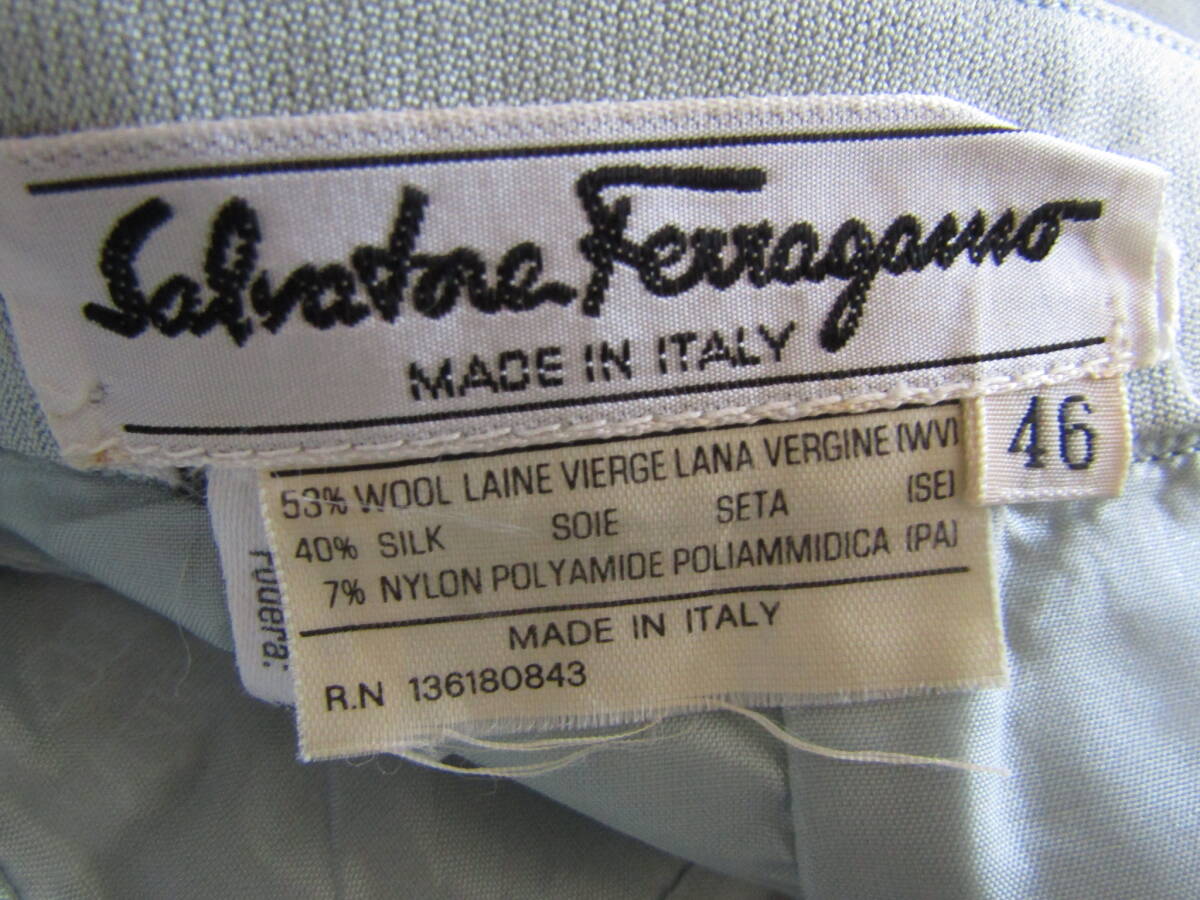 Salvatore Ferragamo
MADE IN ITALY
46
53% WOOL LAINE VIERGE LANA VERGINE (WV)
40% SILK SOIE SETA (SE)
7% NYLON POLYAMIDE POLIAMMIDICA (PA)
MADE IN ITALY
R.N 136180843